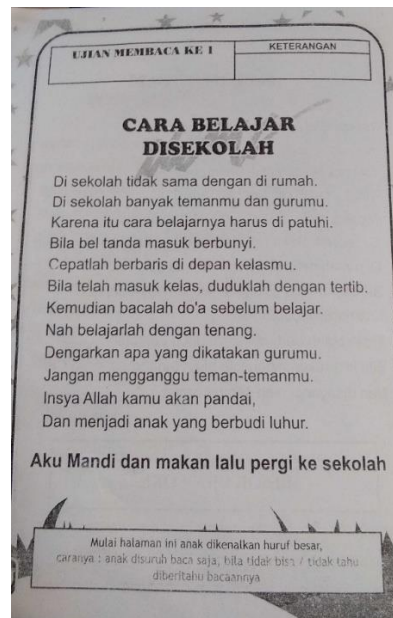 UJIAN MEMBACA KE 1
KETERANGAN
CARA BELAJAR
DISEKOLAH
Di sekolah tidak sama dengan di rumah.
Di sekolah banyak temanmu dan gurumu.
Karena itu cara belajarnya harus di patuhi.
Bila bel tanda masuk berbunyi.
Cepatlah berbaris di depan kelasmu.
Bila telah masuk kelas, duduklah dengan tertib.
Kemudian bacalah do'a sebelum belajar.
Nah belajarlah dengan tenang.
Dengarkan apa yang dikatakan gurumu.
Jangan mengganggu teman-temanmu.
Insya Allah kamu akan pandai,
Dan menjadi anak yang berbudi luhur.
Aku Mandi dan makan lalu pergi ke sekolah
Mulai halaman ini anak dikenalkan huruf besar,
caranya : anak disuruh baca saja, bila tidak bisa / tidak tahu
diberitahu bacaannya